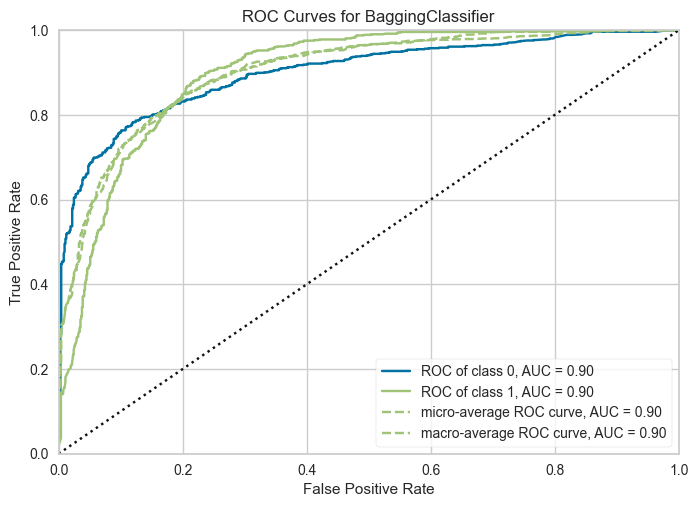 ROC Curves for BaggingClassifier
1.0
0.8
0.6
0.4
0.2
0.0
True Positive Rate
ROC of class 0, AUC = 0.90
ROC of class 1, AUC = 0.90
micro-average ROC curve, AUC = 0.90
macro-average ROC curve, AUC = 0.90
0.0 0.2 0.4 0.6 0.8 1.0
False Positive Rate